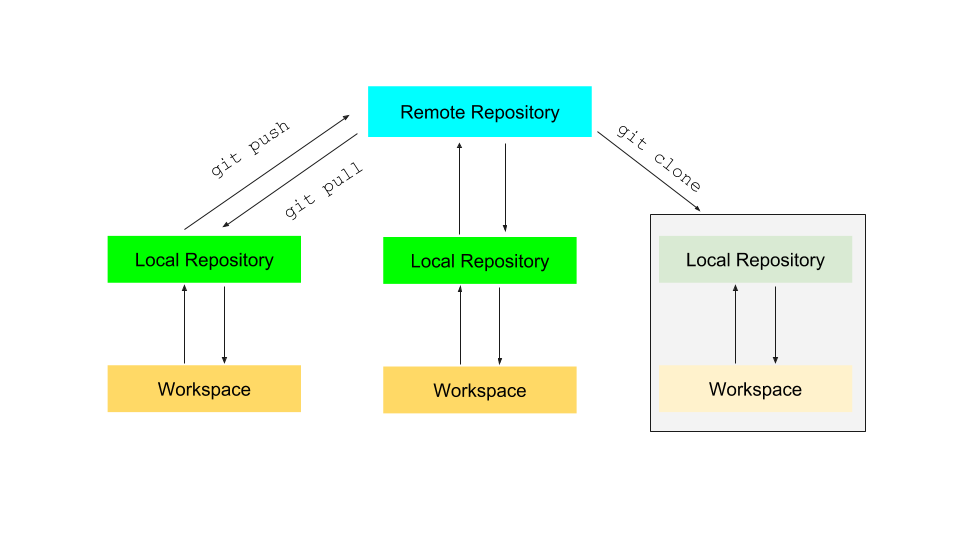 Remote Repository
git push
git pull
git clone
Local Repository
Local Repository
Local Repository
Workspace
Workspace
Workspace